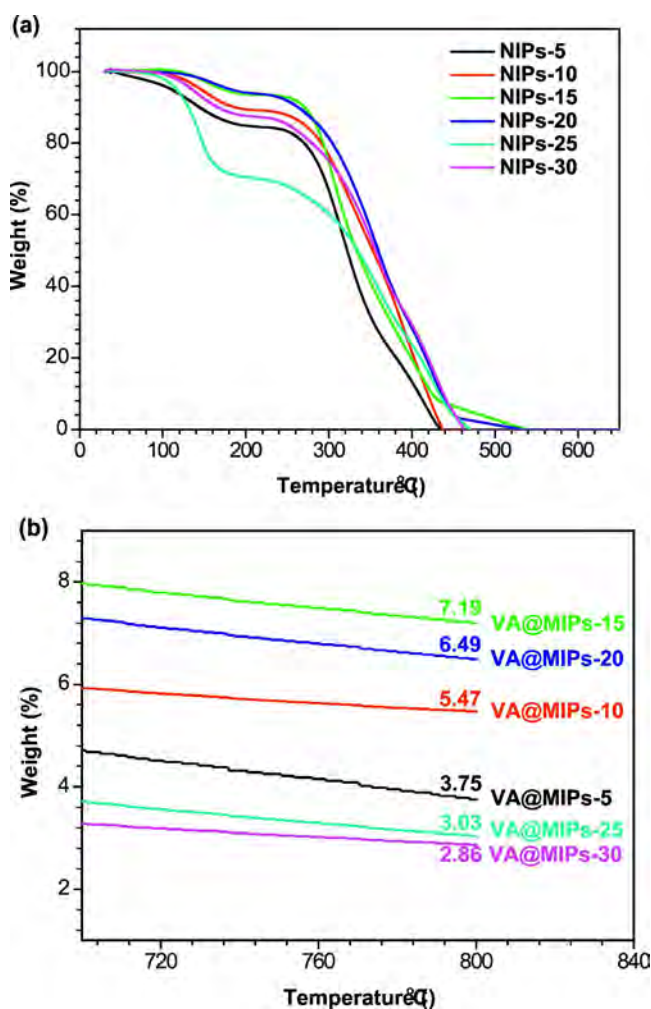 (a)
NIPs-5
NIPs-10
NIPs-15
NIPs-20
NIPs-25
NIPs-30
100
80
60
40
20
0
Weight (%)
0 100 200 300 400 500 600
Temperature(℃)
(b)
8
6
4
2
Weight (%)
7.19 VA@MIPs-15
6.49 VA@MIPs-20
5.47 VA@MIPs-10
3.75 VA@MIPs-5
3.03 VA@MIPs-25
2.86 VA@MIPs-30
720 760 800 840
Temperature(℃)